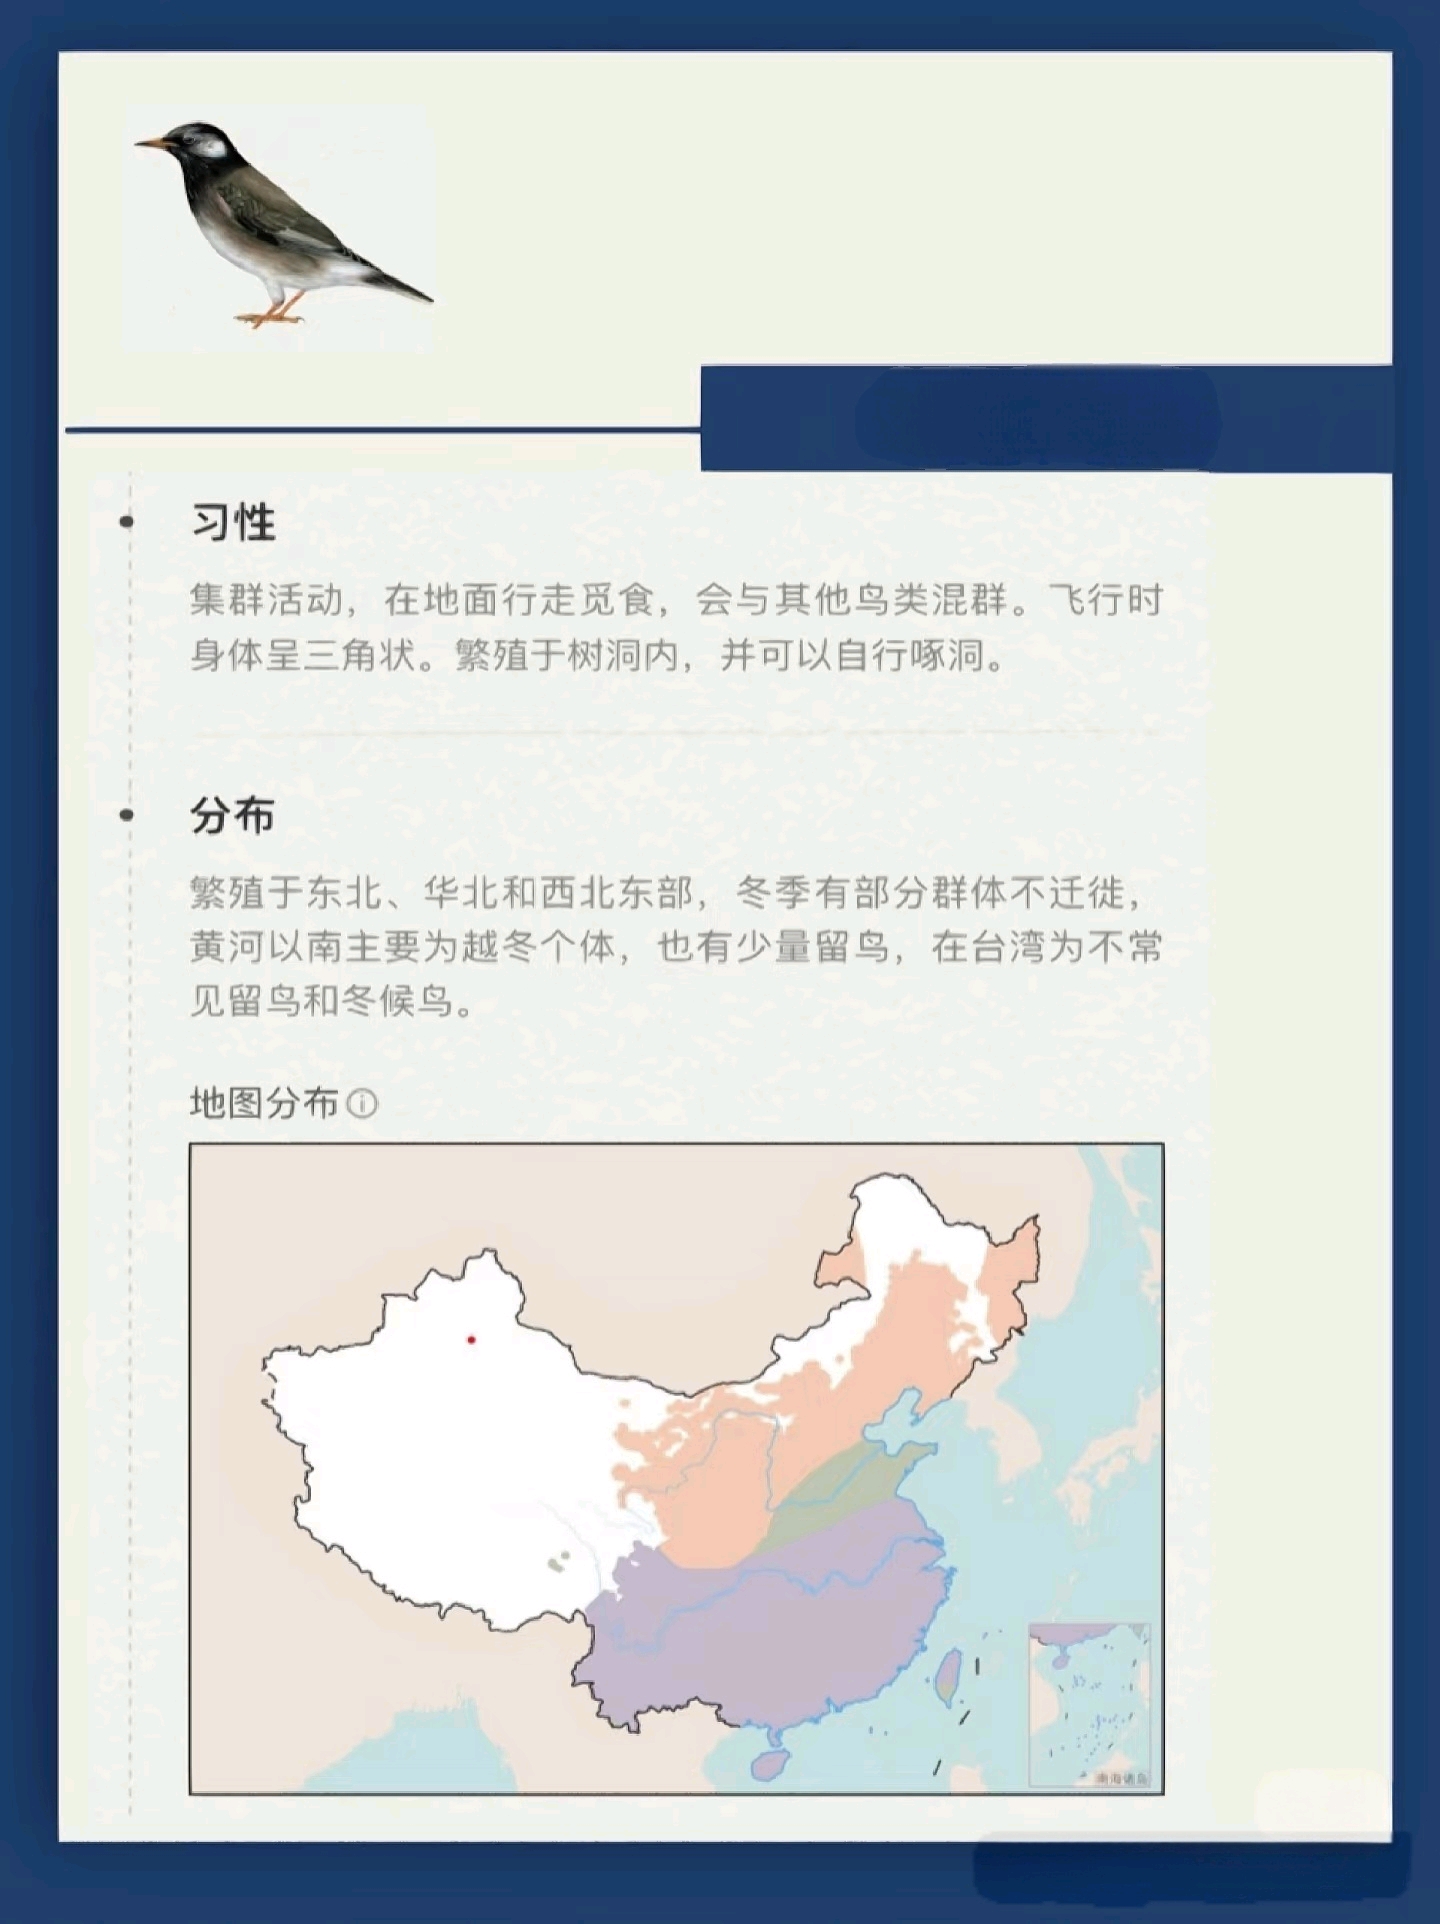 习性
集群活动，在地面行走觅食，会与其他鸟类混群。飞行时
身体呈三角状。繁殖于树洞内，并可以自行啄洞。
分布
繁殖于东北、华北和西北东部，冬季有部分群体不迁徙，
黄河以南主要为越冬个体，也有少量留鸟，在台湾为不常
见留鸟和冬候鸟。
地图分布
南海诸岛